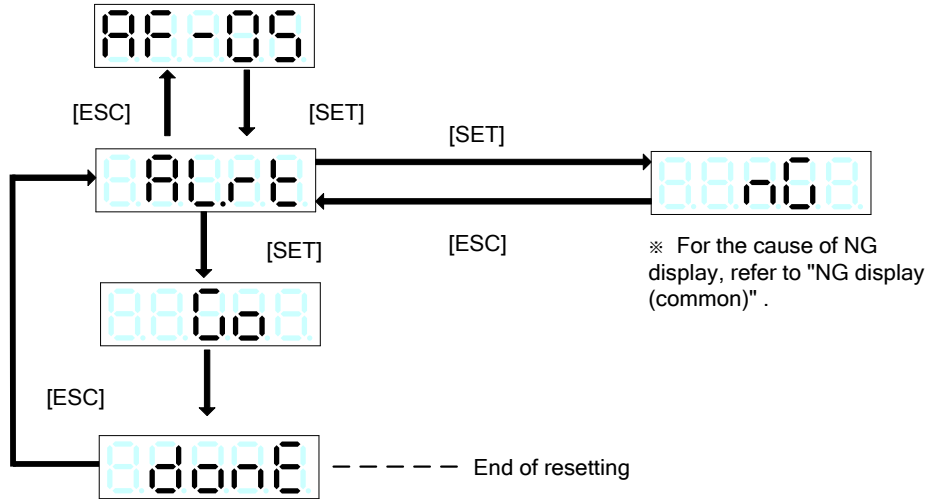 AF-05
[ESC]
[SET]
[SET]
AL.rt
nG
[SET]
[ESC]
※ For the cause of NG
display, refer to "NG display
(common)" .
Go
[ESC]
donE
End of resetting